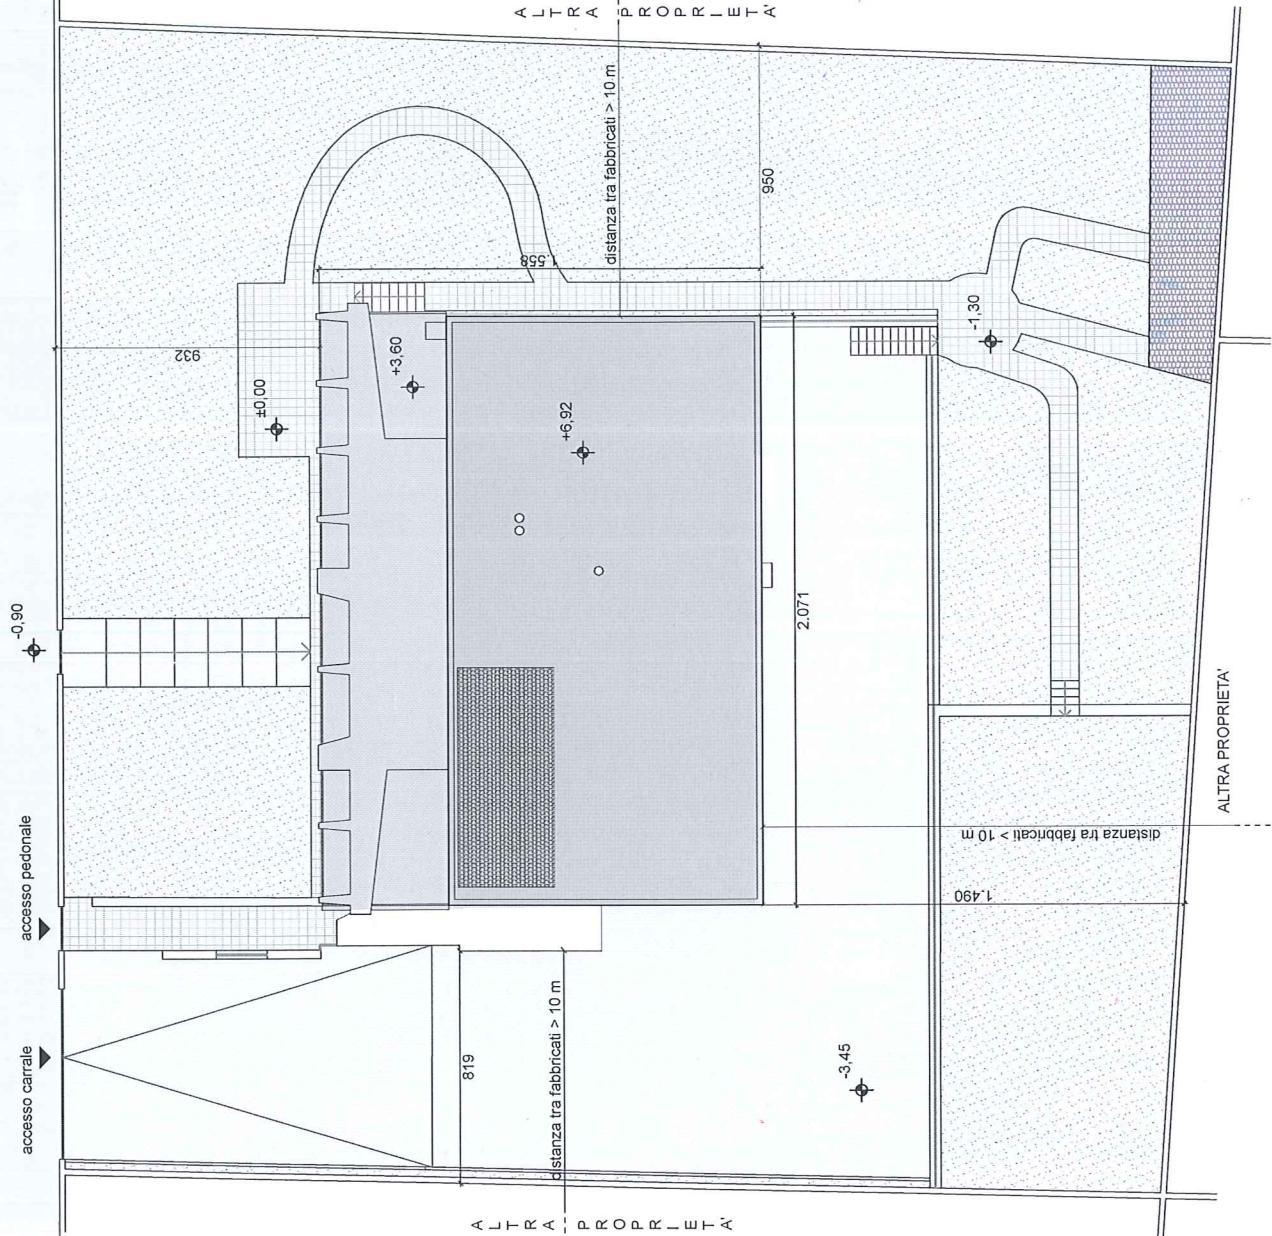 ALTRA PROPRIETA'
distanza tra fabbricati > 10 m
950
1.558
932
±0,00
+3,60
+6,92
-1,30
-0,90
2.071
accesso pedonale
accesso carrale
819
distanza tra fabbricati > 10 m
-3,45
1.490
distanza tra fabbricati > 10 m
ALTRA PROPRIETA'
ALTRA PROPRIETA'